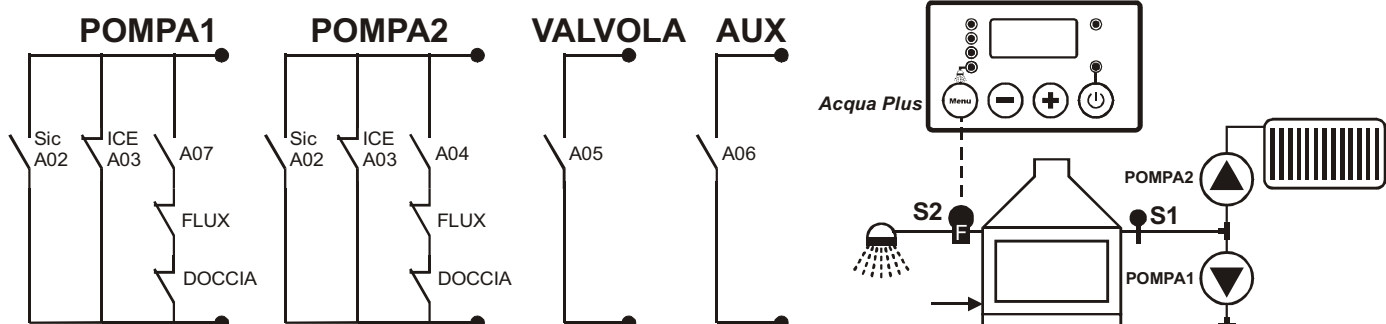 POMPA1
POMPA2
VALVOLA
AUX
Sic
A02
ICE
A03
A07
FLUX
DOCCIA
Sic
A02
ICE
A03
A04
FLUX
DOCCIA
A05
A06
Acqua Plus
Menu
POMPA2
S2
F
S1
POMPA1